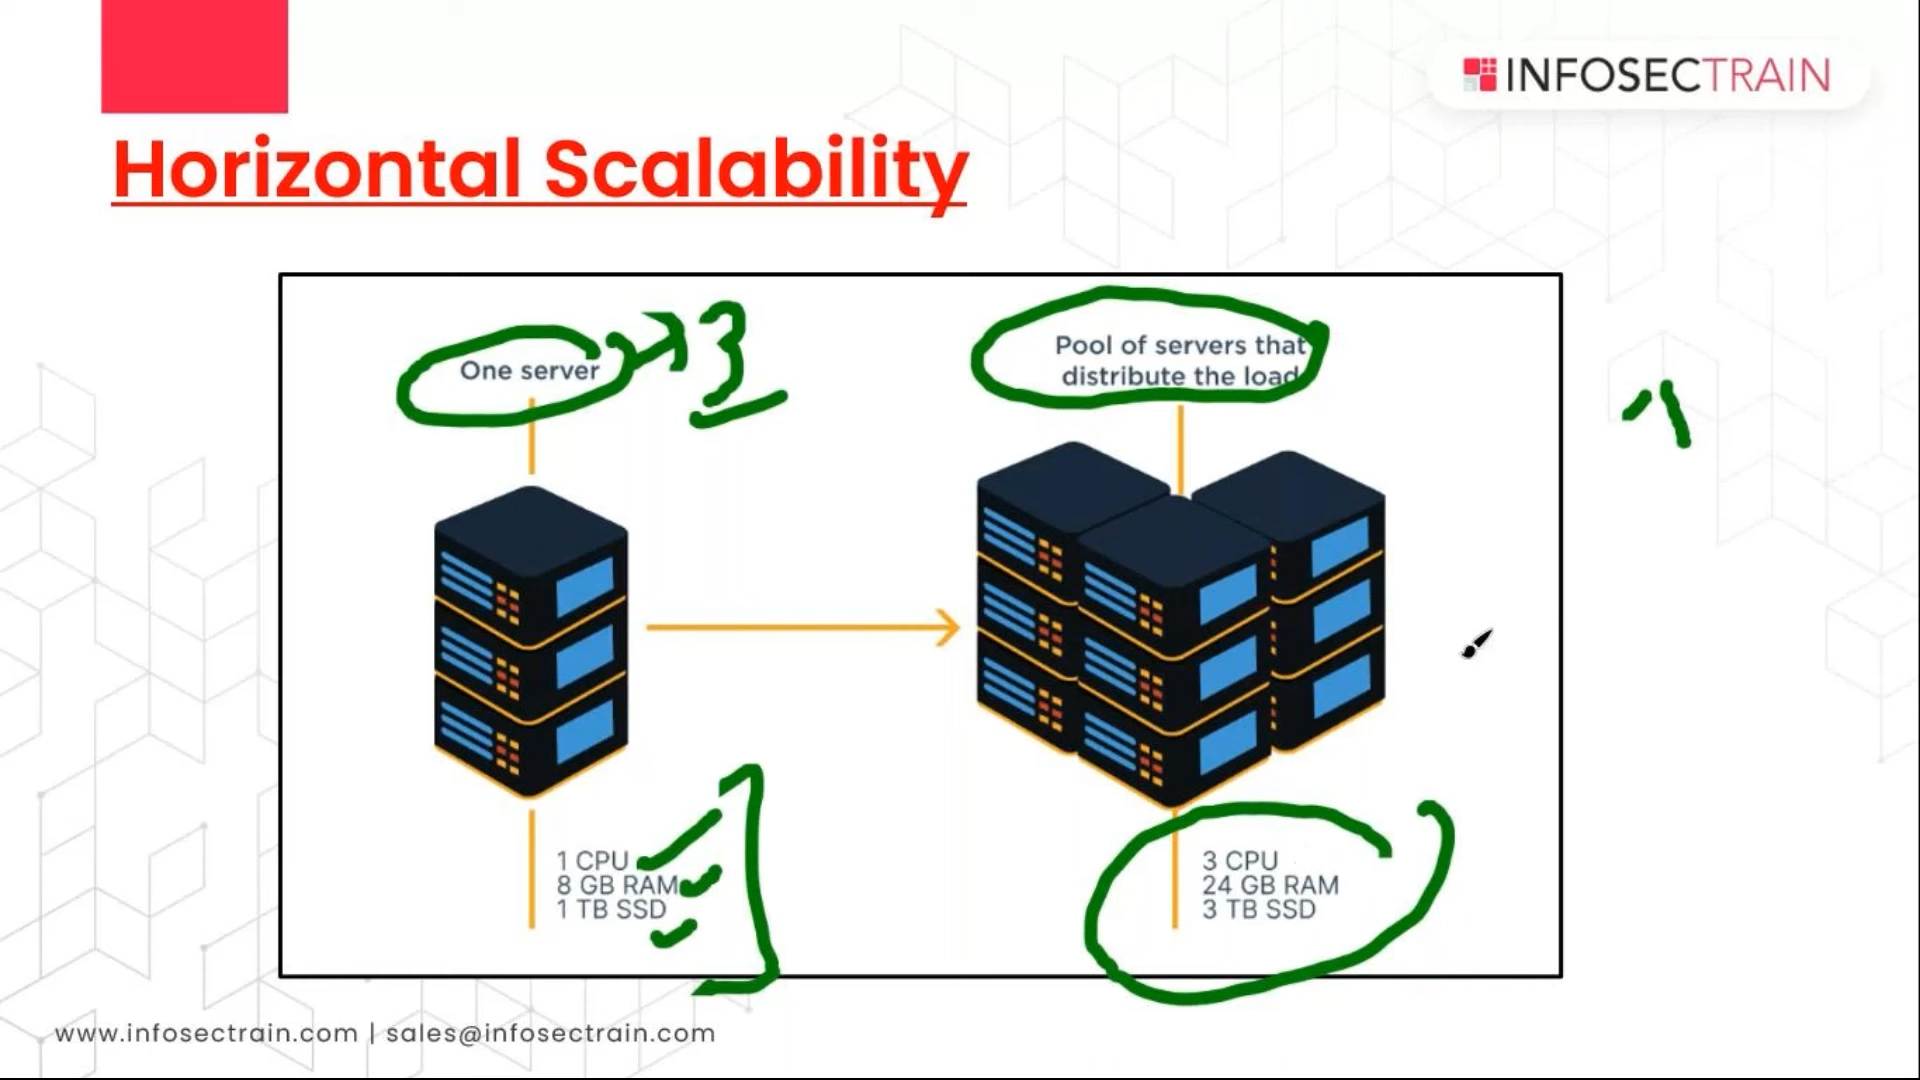 INFOSECTRAIN
Horizontal Scalability
One server
3
Pool of servers that
distribute the load
1 CPU
8 GB RAM
1 TB SSD
3 CPU
24 GB RAM
3 TB SSD
www.infosectrain.com | sales@infosectrain.com